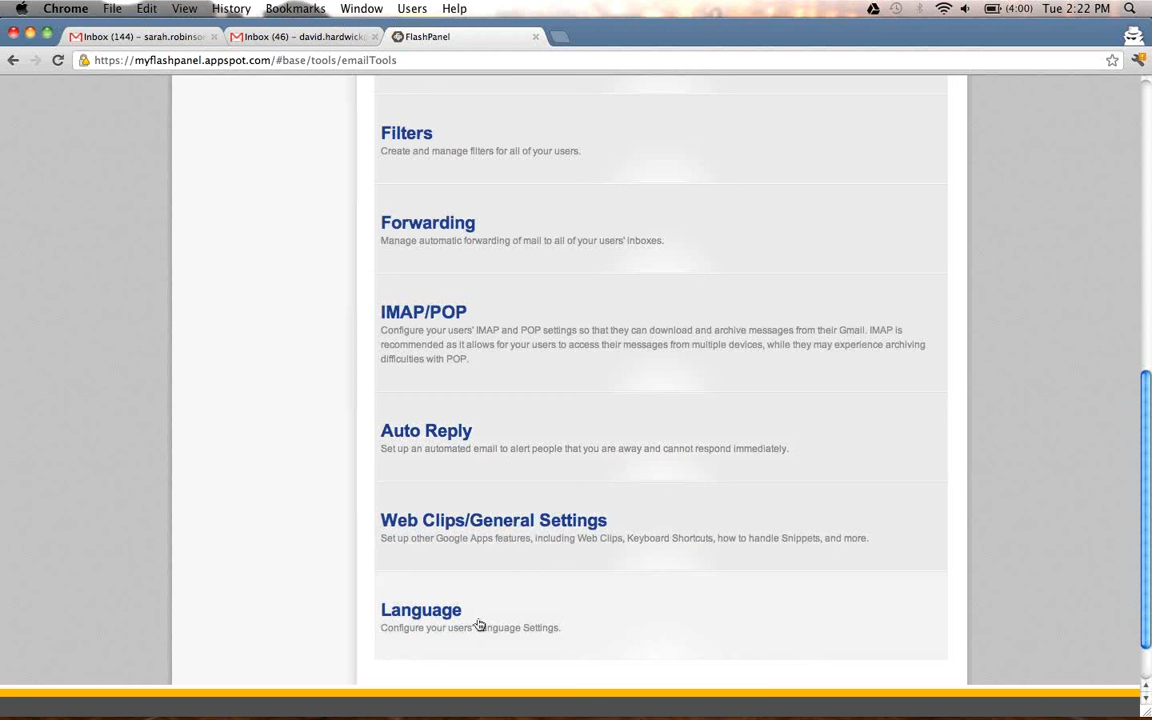 Chrome File Edit View History Bookmarks Window Users Help (4:00) Tue 2:22 PM
Inbox (144) – sarah.robinso Inbox (46) – david.hardwick FlashPanel
https://myflashpanel.appspot.com/#base/tools/emailTools
Filters
Create and manage filters for all of your users.
Forwarding
Manage automatic forwarding of mail to all of your users' inboxes.
IMAP/POP
Configure your users' IMAP and POP settings so that they can download and archive messages from their Gmail. IMAP is
recommended as it allows for your users to access their messages from multiple devices, while they may experience archiving
difficulties with POP.
Auto Reply
Set up an automated email to alert people that you are away and cannot respond immediately.
Web Clips/General Settings
Set up other Google Apps features, including Web Clips, Keyboard Shortcuts, how to handle Snippets, and more.
Language
Configure your users' Language Settings.